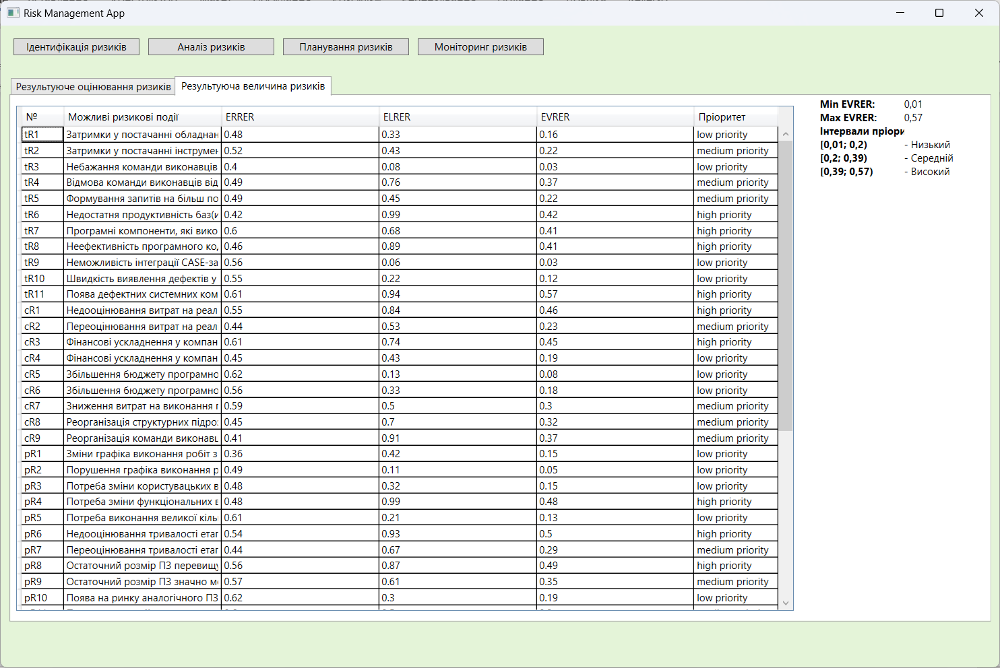 Risk Management App
Ідентифікація ризиків Аналіз ризиків Планування ризиків Моніторинг ризиків
Результуюче оцінювання ризиків Результуюча величина ризиків
№ Можливі ризикові події ERRER ELRER EVRER Пріоритет
tR1 Затримки у постачанні обладнан 0.48 0.33 0.16 low priority
tR2 Затримки у постачанні інструмен 0.52 0.43 0.22 medium priority
tR3 Небажання команди виконавців 0.4 0.08 0.03 low priority
tR4 Відмова команди виконавців від 0.49 0.76 0.37 medium priority
tR5 Формування запитів на більш по 0.49 0.45 0.22 medium priority
tR6 Недостатня продуктивність баз(и 0.42 0.99 0.42 high priority
tR7 Програмні компоненти, які вико 0.6 0.68 0.41 high priority
tR8 Неефективність програмного ко 0.46 0.89 0.41 high priority
tR9 Неможливість інтеграції CASE-за 0.56 0.06 0.03 low priority
tR10 Швидкість виявлення дефектів у 0.55 0.22 0.12 low priority
tR11 Поява дефектних системних ком 0.61 0.94 0.57 high priority
cR1 Недооцінювання витрат на реал 0.55 0.84 0.46 high priority
cR2 Переоцінювання витрат на реал 0.44 0.53 0.23 medium priority
cR3 Фінансові ускладнення у компан 0.61 0.74 0.45 high priority
cR4 Фінансові ускладнення у компан 0.45 0.43 0.19 low priority
cR5 Збільшення бюджету програмно 0.62 0.13 0.08 low priority
cR6 Збільшення бюджету програмно 0.56 0.33 0.18 low priority
cR7 Зниження витрат на виконання 0.59 0.5 0.3 medium priority
cR8 Реорганізація структурних підро 0.45 0.7 0.32 medium priority
cR9 Реорганізація команди виконавц 0.41 0.91 0.37 medium priority
pR1 Зміни графіка виконання робіт з 0.36 0.42 0.15 low priority
pR2 Порушення графіка виконання р 0.49 0.11 0.05 low priority
pR3 Потреба зміни користувацьких в 0.48 0.32 0.15 low priority
pR4 Потреба зміни функціональних в 0.48 0.99 0.48 high priority
pR5 Потреба виконання великої кіль 0.61 0.21 0.13 low priority
pR6 Недооцінювання тривалості етап 0.54 0.93 0.5 high priority
pR7 Переоцінювання тривалості етап 0.44 0.67 0.29 medium priority
pR8 Остаточний розмір ПЗ перевищу 0.56 0.87 0.49 high priority
pR9 Остаточний розмір ПЗ значно м 0.57 0.61 0.35 medium priority
pR10 Поява на ринку аналогічного ПЗ 0.62 0.3 0.19 low priority
Min EVRER: 0,01
Max EVRER: 0,57
Інтервали пріори
[0,01; 0,2) - Низький
[0,2; 0,39) - Середній
[0,39; 0,57) - Високий